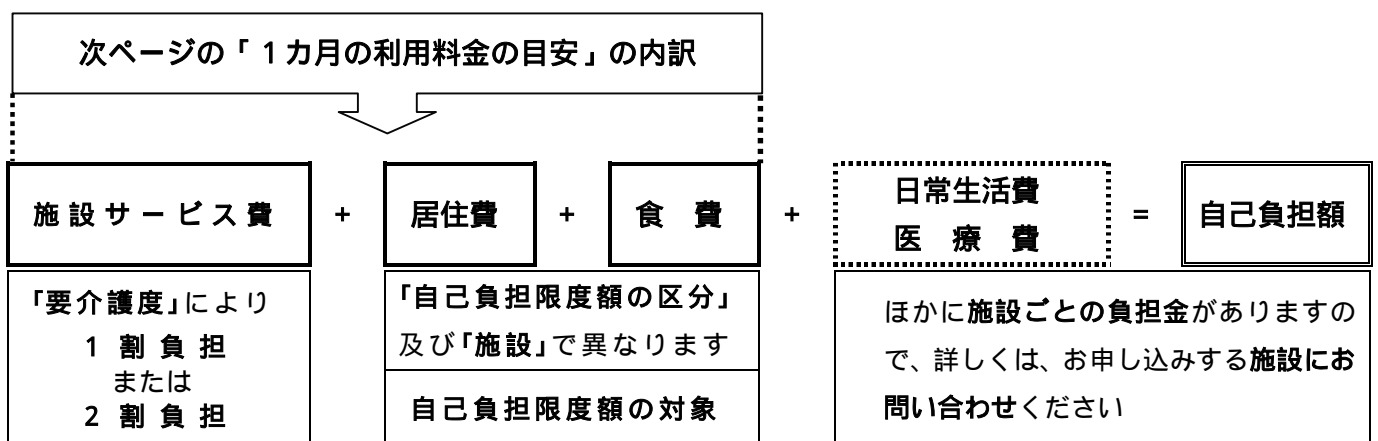 次ページの「1カ月の利用料金の目安」の内訳
施設サービス費 + 居住費 + 食 費 + 日常生活費 医 療 費 = 自己負担額
「要介護度」により
1 割 負 担
または
2 割 負 担
「自己負担限度額の区分」
及び「施設」で異なります
自己負担限度額の対象
ほかに施設ごとの負担金がありますの
で、詳しくは、お申し込みする施設にお
問い合わせください